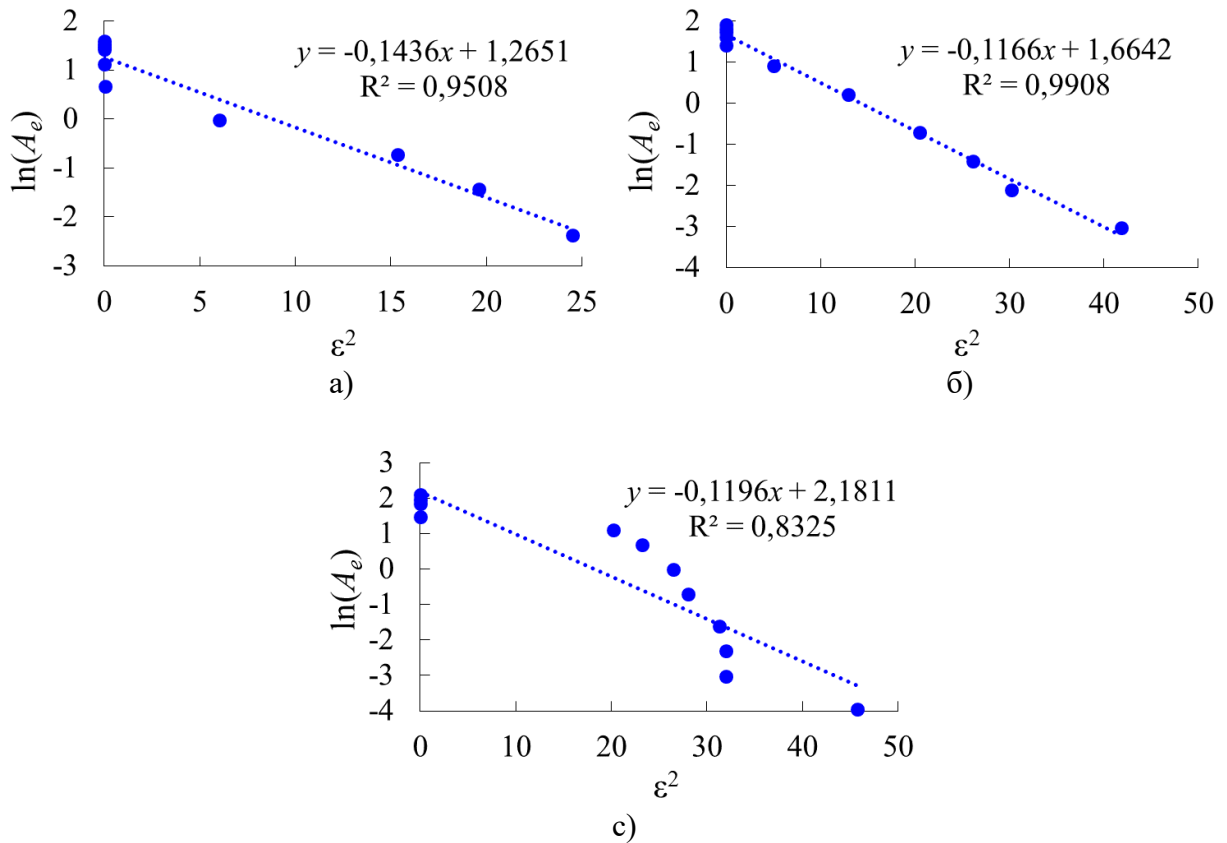 2
1
0
-1
-2
-3
ln(Aₑ)
y = -0,1436x + 1,2651
R² = 0,9508
0 5 10 15 20 25
ε²
а)
2
1
0
-1
-2
-3
-4
ln(Aₑ)
y = -0,1166x + 1,6642
R² = 0,9908
0 10 20 30 40 50
ε²
б)
3
2
1
0
-1
-2
-3
-4
ln(Aₑ)
y = -0,1196x + 2,1811
R² = 0,8325
0 10 20 30 40 50
ε²
с)